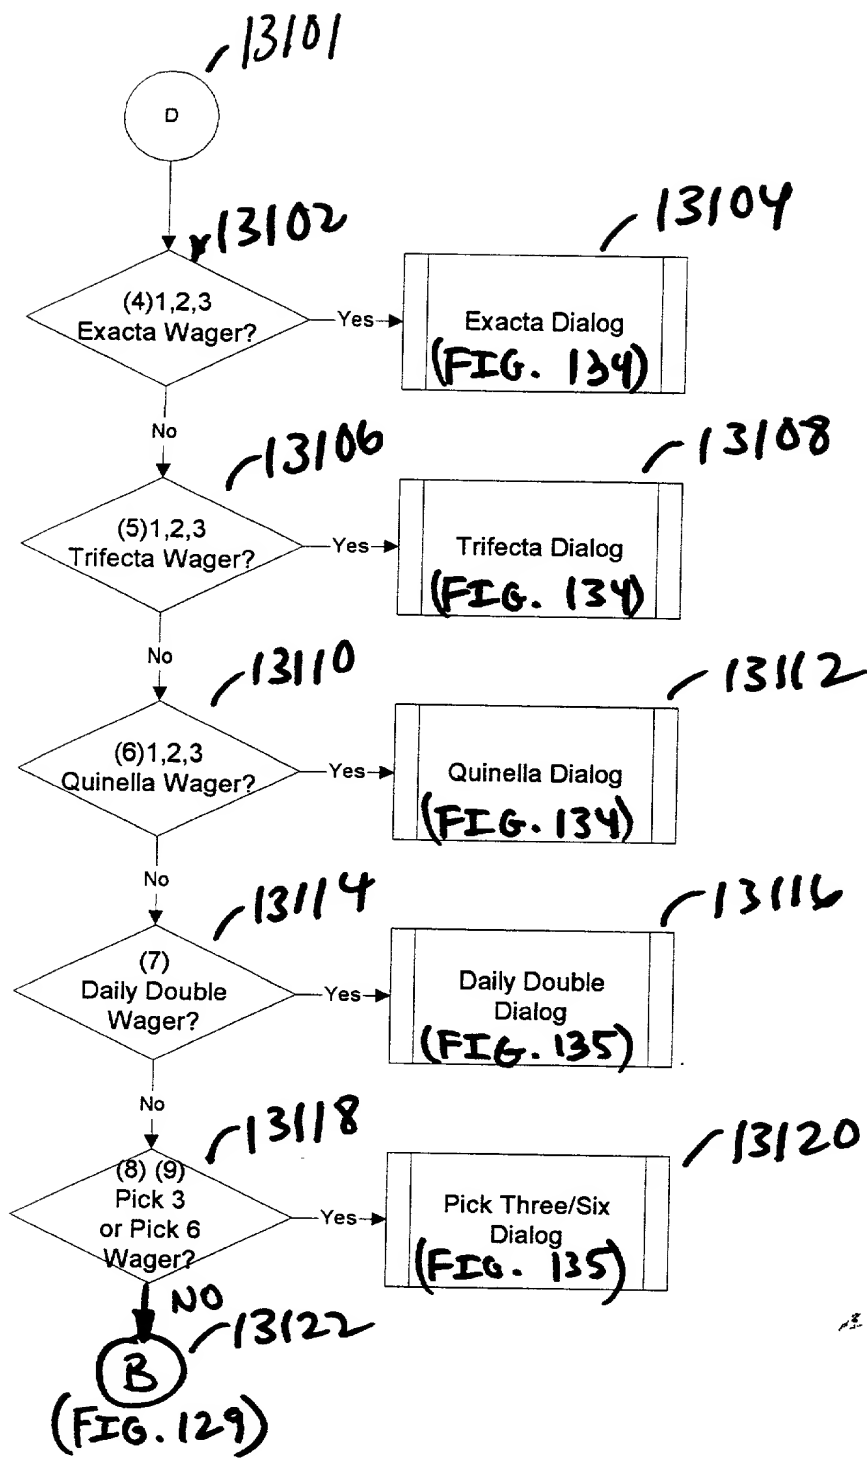 13101
D
13102
13104
(4)1,2,3
Exacta Wager?
Yes
Exacta Dialog
(FIG. 134)
No
13106
13108
(5)1,2,3
Trifecta Wager?
Yes
Trifecta Dialog
(FIG. 134)
No
13110
13112
(6)1,2,3
Quinella Wager?
Yes
Quinella Dialog
(FIG. 134)
No
13114
13116
(7)
Daily Double
Wager?
Yes
Daily Double
Dialog
(FIG. 135)
No
13118
13120
(8) (9)
Pick 3
or Pick 6
Wager?
Yes
Pick Three/Six
Dialog
(FIG. 135)
NO
13122
B
(FIG. 129)